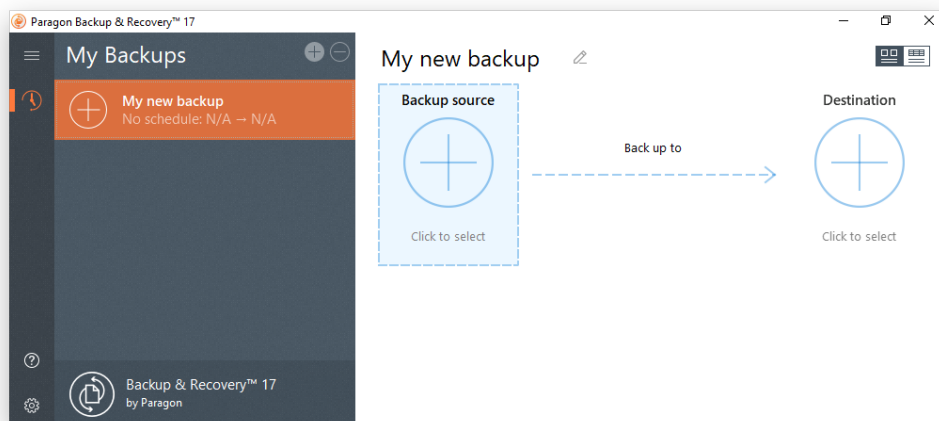 Paragon Backup & Recovery™ 17
My Backups
My new backup
No schedule: N/A → N/A
Backup & Recovery™ 17
by Paragon
My new backup
Backup source
Click to select
Back up to
Destination
Click to select